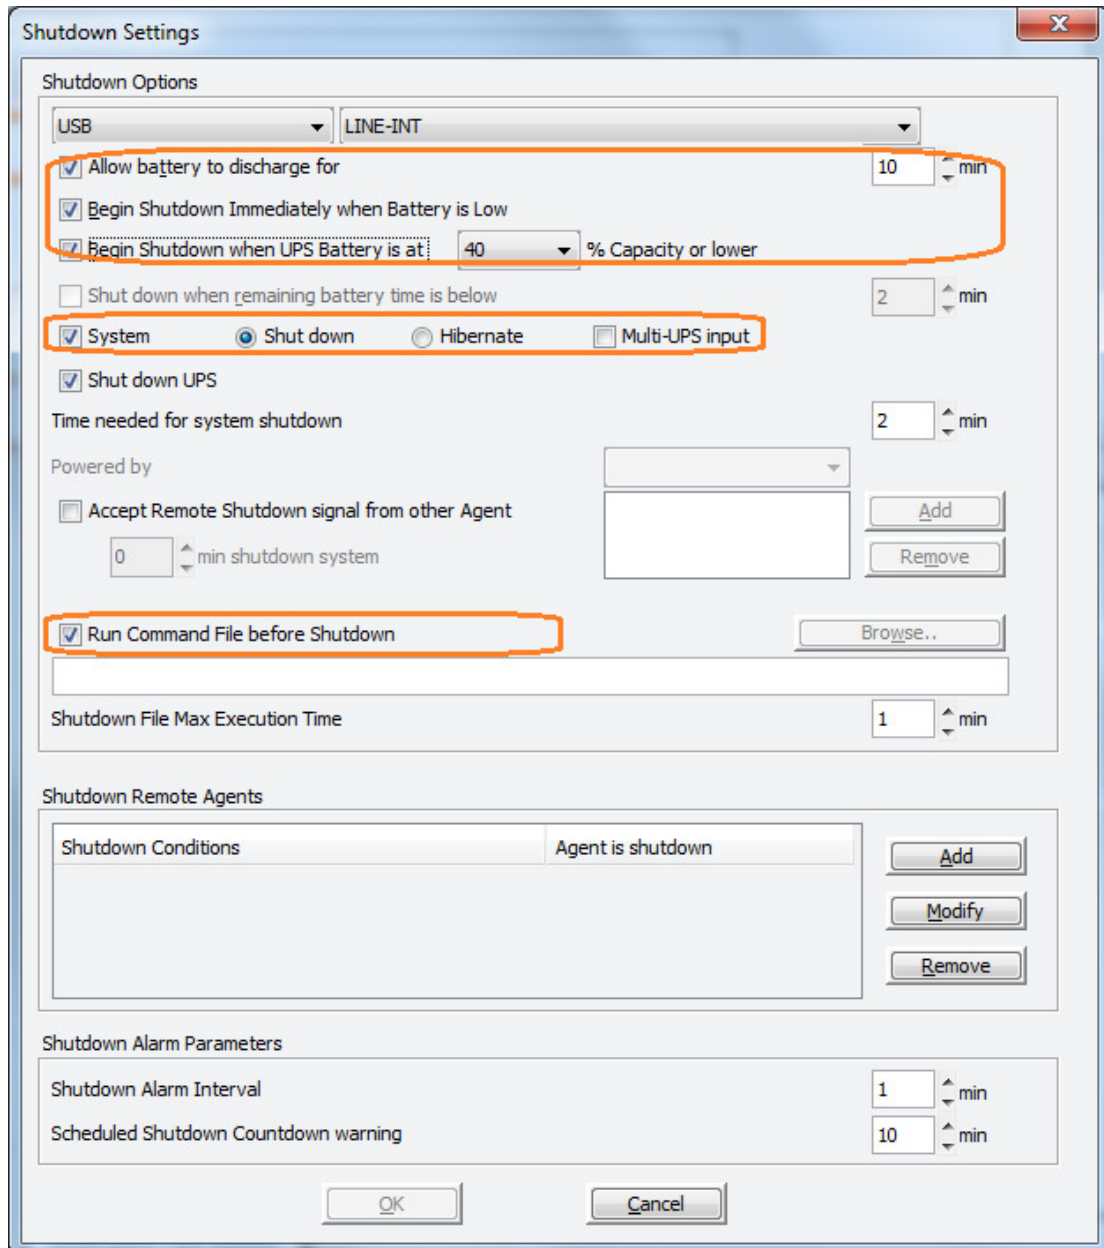 Shutdown Settings
Shutdown Options
USB LINE-INT
Allow battery to discharge for 10 min
Begin Shutdown Immediately when Battery is Low
Begin Shutdown when UPS Battery is at 40 % Capacity or lower
Shut down when remaining battery time is below 2 min
System Shut down Hibernate Multi-UPS input
Shut down UPS
Time needed for system shutdown 2 min
Powered by
Accept Remote Shutdown signal from other Agent Add
0 min shutdown system Remove
Run Command File before Shutdown Browse..
Shutdown File Max Execution Time 1 min
Shutdown Remote Agents
Shutdown Conditions Agent is shutdown
Add
Modify
Remove
Shutdown Alarm Parameters
Shutdown Alarm Interval 1 min
Scheduled Shutdown Countdown warning 10 min
OK Cancel